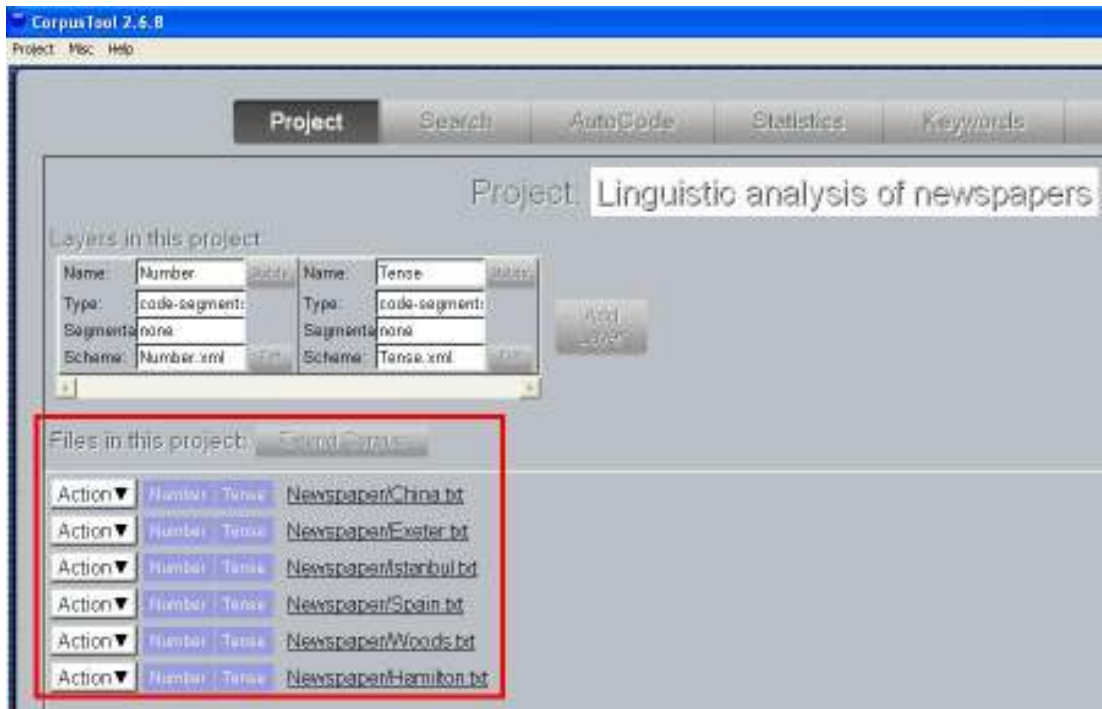 CorpusTool 2.6.8
Project Misc Help
Project Search AutoCode Statistics Keywords
Project: Linguistic analysis of newspapers
Layers in this project
Name: Number Name: Tense
Type: code-segment: Type: code-segment:
Segmenta none Segmenta none
Scheme: Number.xml Scheme: Tense.xml
Add
Layer
Files in this project:
Action▼ Number Tense Newspaper/China.txt
Action▼ Number Tense Newspaper/Exeter.txt
Action▼ Number Tense Newspaper/Istanbul.txt
Action▼ Number Tense Newspaper/Spain.txt
Action▼ Number Tense Newspaper/Woods.txt
Action▼ Number Tense Newspaper/Hamilton.txt